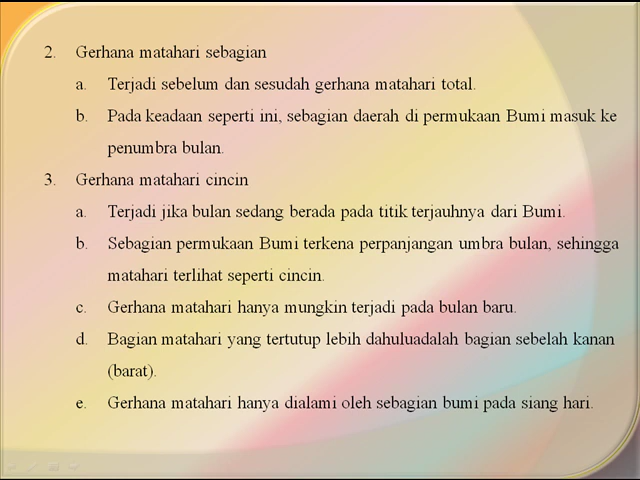 2. Gerhana matahari sebagian
a. Terjadi sebelum dan sesudah gerhana matahari total.
b. Pada keadaan seperti ini, sebagian daerah di permukaan Bumi masuk ke
penumbra bulan.
3. Gerhana matahari cincin
a. Terjadi jika bulan sedang berada pada titik terjauhnya dari Bumi.
b. Sebagian permukaan Bumi terkena perpanjangan umbra bulan, sehingga
matahari terlihat seperti cincin.
c. Gerhana matahari hanya mungkin terjadi pada bulan baru.
d. Bagian matahari yang tertutup lebih dahuluadalah bagian sebelah kanan
(barat).
e. Gerhana matahari hanya dialami oleh sebagian bumi pada siang hari.